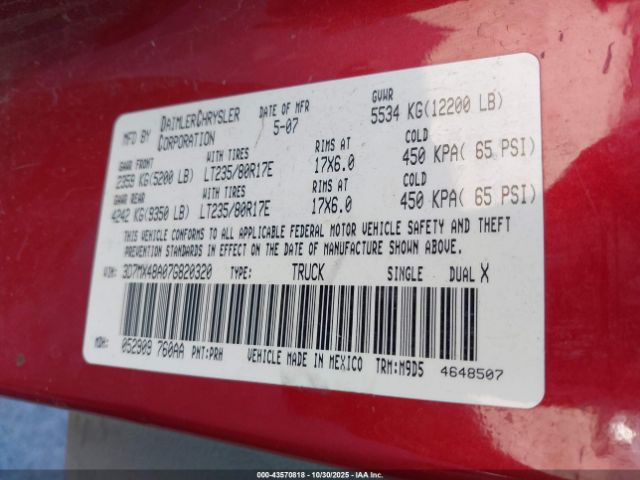 MFD BY DAIMLERCHRYSLER CORPORATION DATE OF MFR 5-07 GVWR 5534 KG(12200 LB)
GAWR FRONT WITH TIRES RIMS AT COLD
2359 KG(5200 LB) LT235/80R17E 17X6.0 450 KPA( 65 PSI)
GAWR REAR WITH TIRES RIMS AT COLD
4242 KG(9350 LB) LT235/80R17E 17X6.0 450 KPA( 65 PSI)
THIS VEHICLE CONFORMS TO ALL APPLICABLE FEDERAL MOTOR VEHICLE SAFETY AND THEFT
PREVENTION STANDARDS IN EFFECT ON THE DATE OF MANUFACTURE SHOWN ABOVE.
VIN: 3D7MX48A07G820320 TYPE: TRUCK SINGLE DUAL X
MDH: 052909 760AA PNT:PRH VEHICLE MADE IN MEXICO TRM:M9D5 4648507
000-43570818 - 10/30/2025 - IAA Inc.